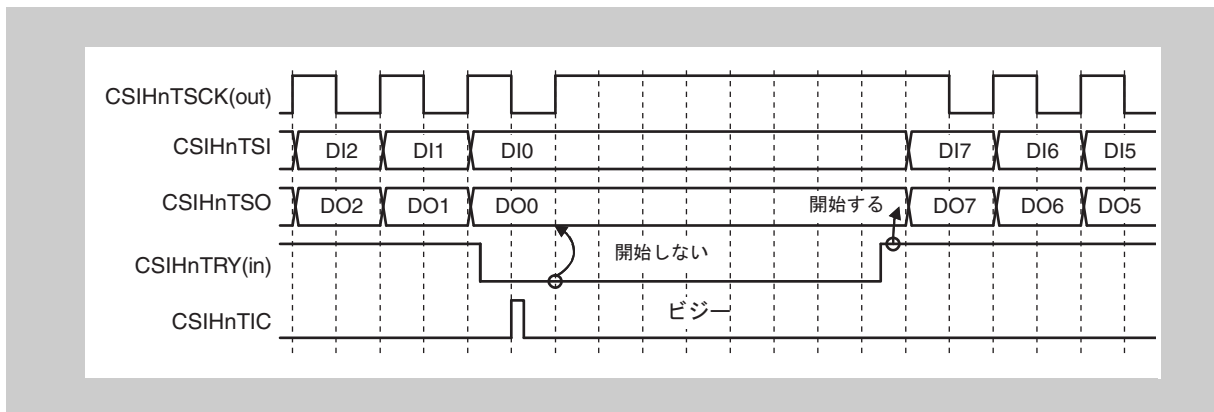 CSIHnTSCK(out)
CSIHnTSI DI2 DI1 DI0 DI7 DI6 DI5
CSIHnTSO DO2 DO1 DO0 開始する DO7 DO6 DO5
開始しない
CSIHnTRY(in)
ビジー
CSIHnTIC